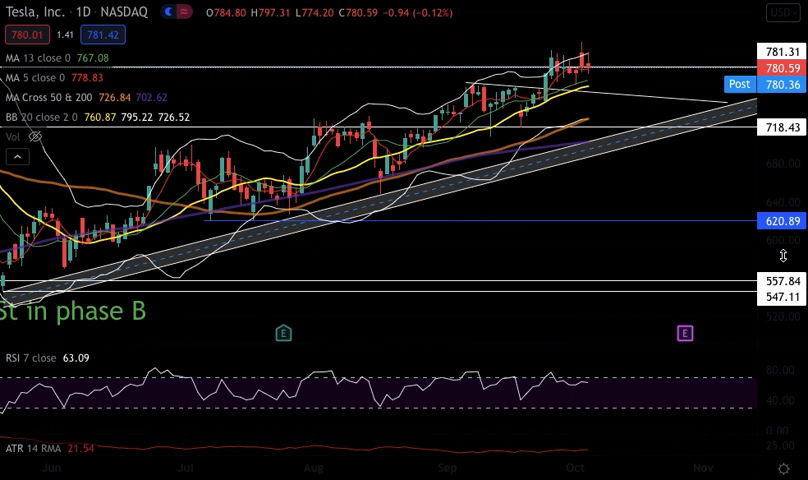 Tesla, Inc. · 1D · NASDAQ O784.80 H797.31 L774.20 C780.59 −0.94 (−0.12%) USD
780.01 1.41 781.42
MA 13 close 0 767.08
MA 5 close 0 778.83
MA Cross 50 & 200 726.84 702.62
BB 20 close 2 0 760.87 795.22 726.52
Vol
781.31
780.59
Post 780.36
718.43
680.00
640.00
620.89
600.00
557.84
547.11
520.00
St in phase B
E E
RSI 7 close 63.09
80.00
40.00
0.00
ATR 14 RMA 21.54
25.00
Jun Jul Aug Sep Oct Nov